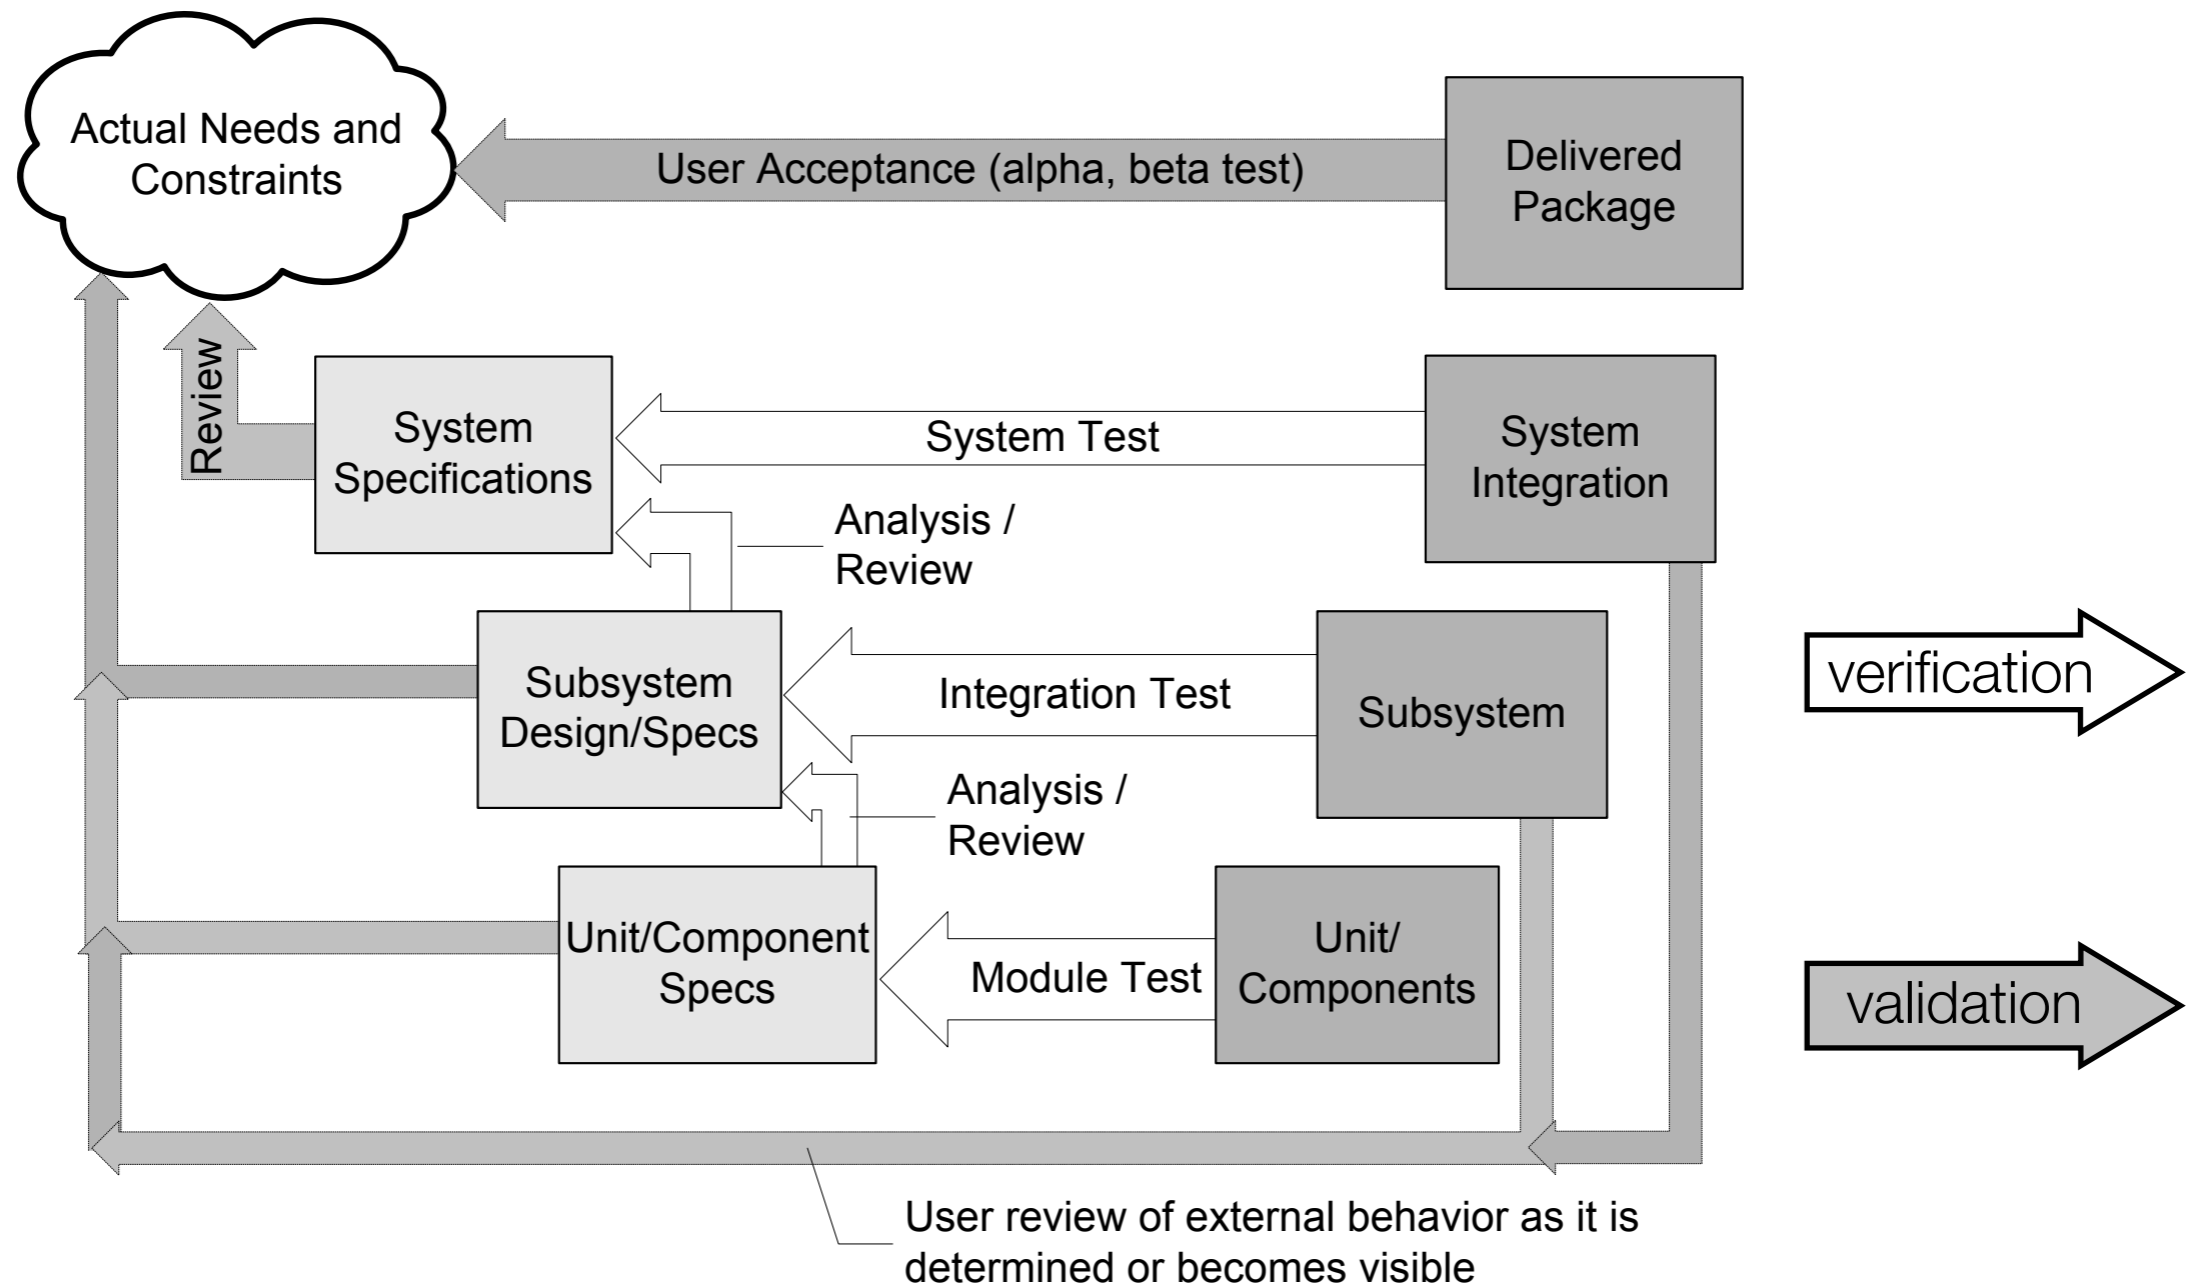 Actual Needs and
Constraints
User Acceptance (alpha, beta test)
Delivered
Package
Review
System
Specifications
System Test
System
Integration
Analysis /
Review
Subsystem
Design/Specs
Integration Test
Subsystem
verification
Analysis /
Review
Unit/Component
Specs
Module Test
Unit/
Components
validation
User review of external behavior as it is
determined or becomes visible